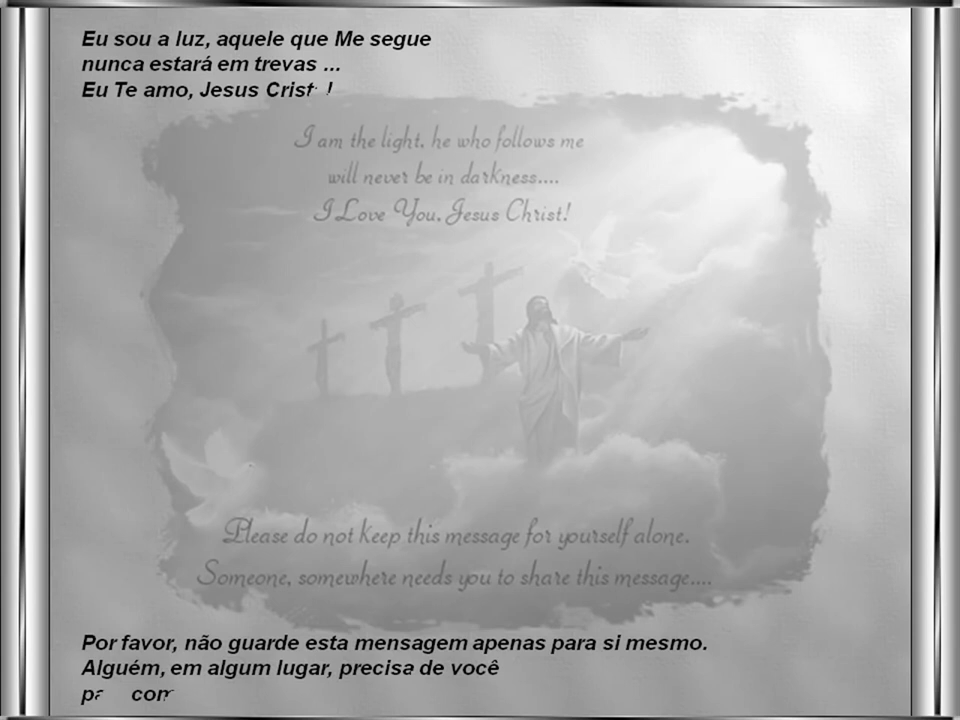 Eu sou a luz, aquele que Me segue
nunca estará em trevas ...
Eu Te amo, Jesus !
I am the light, he who follows me
will never be in darkness....
I Love You, Jesus Christ!
Please do not keep this message for yourself alone.
Someone, somewhere needs you to share this message....
Por favor, não guarde esta mensagem apenas para si mesmo.
Alguém, em algum lugar, precisa de você